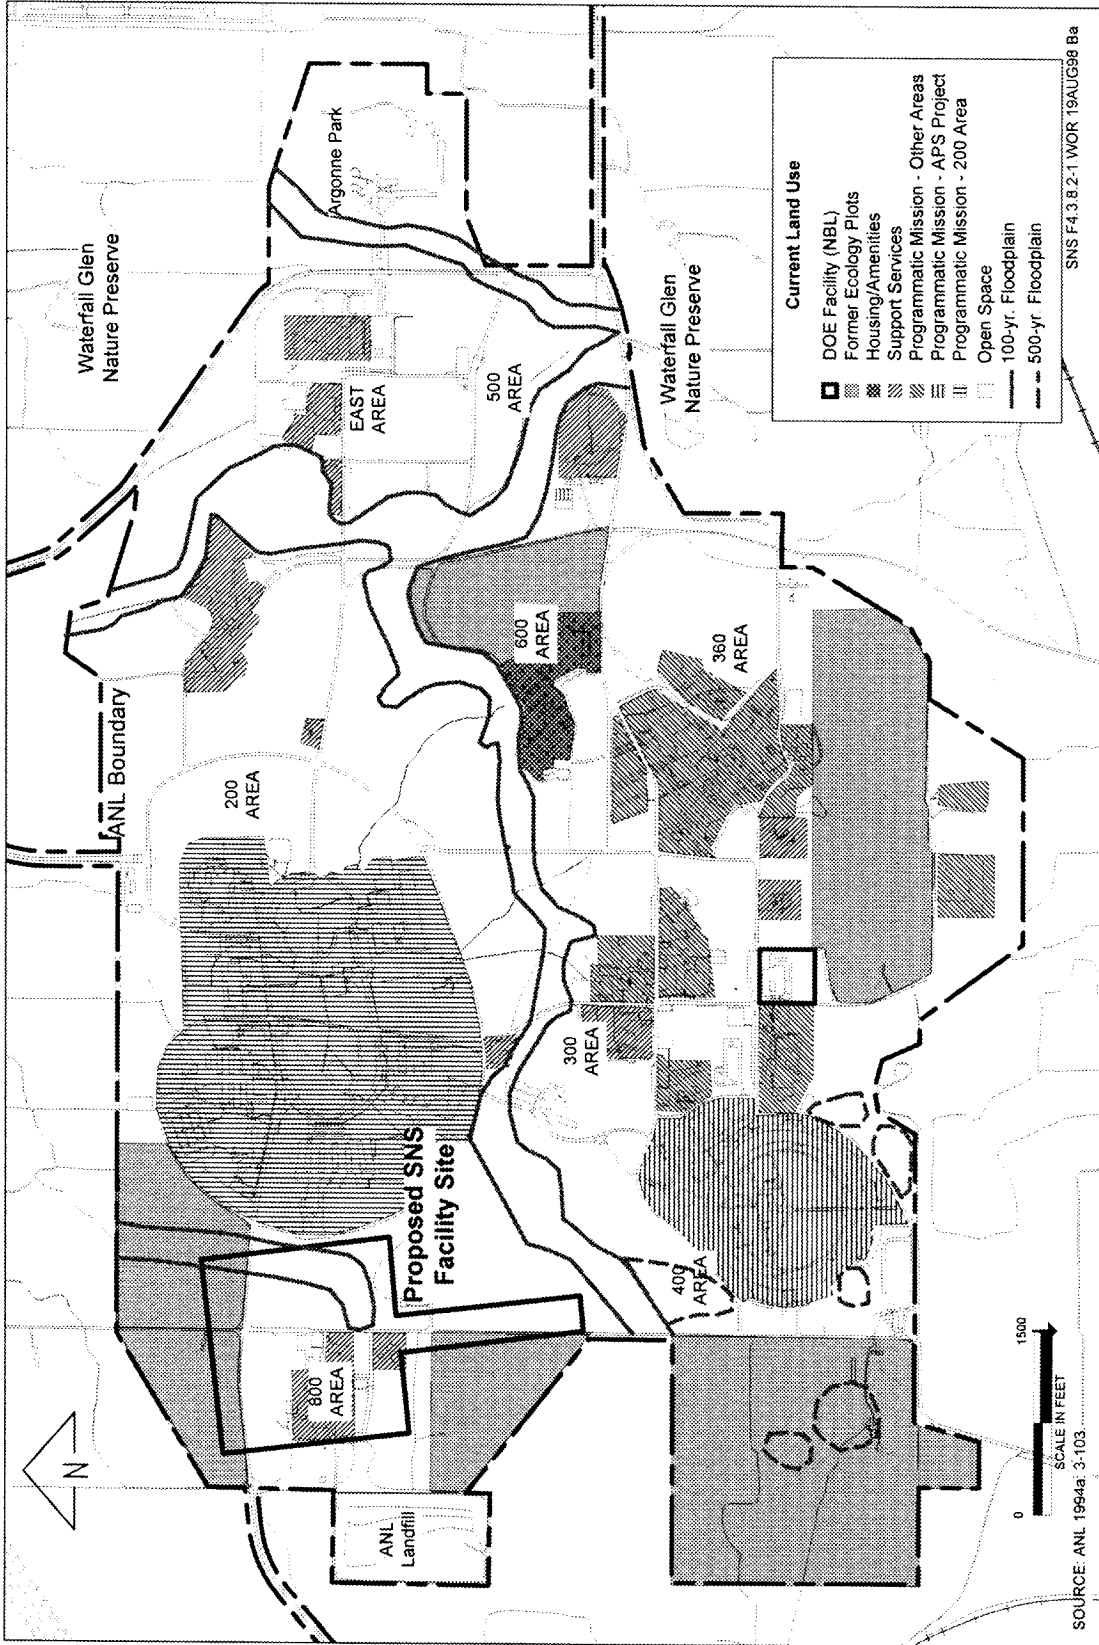 Waterfall Glen
Nature Preserve
Argonne Park
EAST
AREA
500
AREA
Waterfall Glen
Nature Preserve
ANL Boundary
200
AREA
600
AREA
360
AREA
300
AREA
Proposed SNS
Facility Site
400
AREA
800
AREA
ANL
Landfill
N
Current Land Use
DOE Facility (NBL)
Former Ecology Plots
Housing/Amenities
Support Services
Programmatic Mission - Other Areas
Programmatic Mission - APS Project
Programmatic Mission - 200 Area
Open Space
100-yr. Floodplain
500-yr. Floodplain
0
1500
SCALE IN FEET
SOURCE: ANL 1994a: 3-103.
SNS F4.3.8.2-1 WOR 19AUG98 Ba